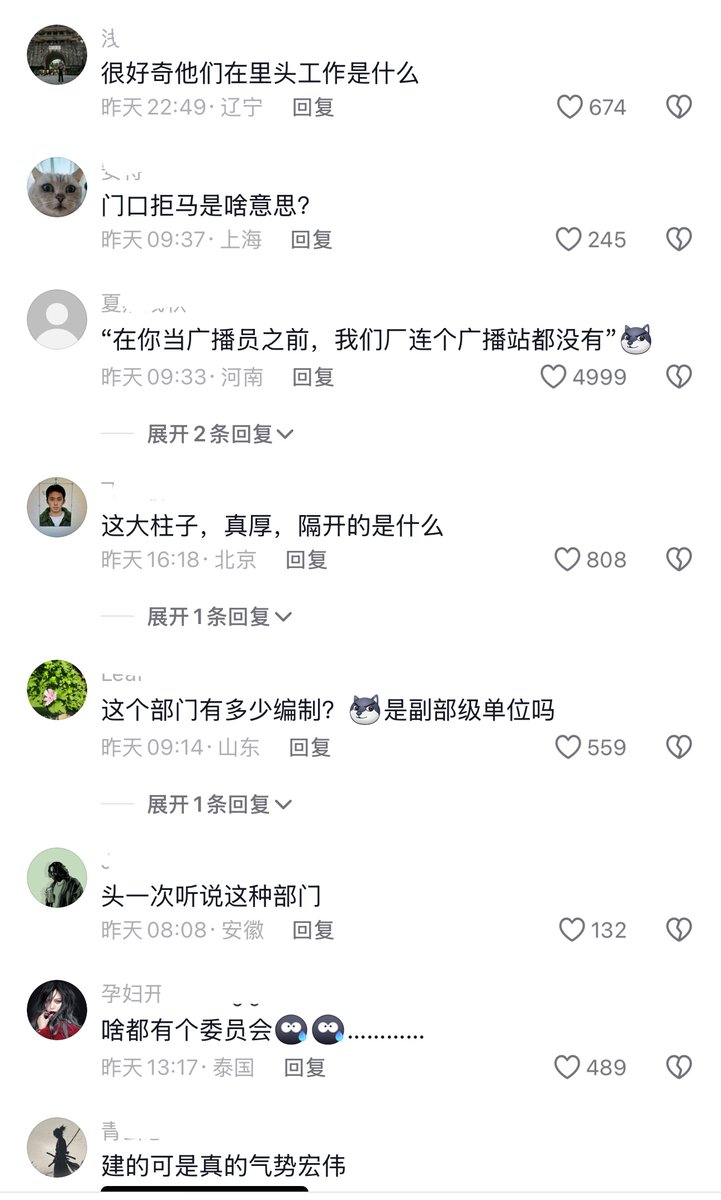 浅
很好奇他们在里头工作是什么
昨天 22:49 · 辽宁 回复 674
门口拒马是啥意思？
昨天 09:37 · 上海 回复 245
夏
“在你当广播员之前，我们厂连个广播站都没有”
昨天 09:33 · 河南 回复 4999
展开 2 条回复
这大柱子，真厚，隔开的是什么
昨天 16:18 · 北京 回复 808
展开 1 条回复
这个部门有多少编制？是副部级单位吗
昨天 09:14 · 山东 回复 559
展开 1 条回复
头一次听说这种部门
昨天 08:08 · 安徽 回复 132
孕妇开
啥都有个委员会…………
昨天 13:17 · 泰国 回复 489
青
建的可是真的气势宏伟